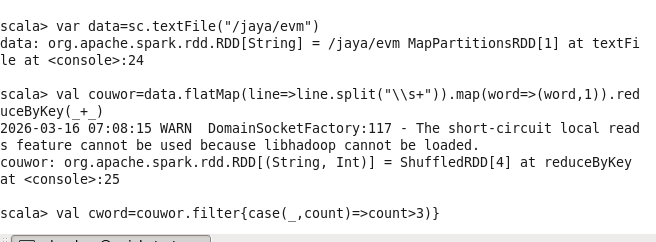 scala> var data=sc.textFile("/jaya/evm")
data: org.apache.spark.rdd.RDD[String] = /jaya/evm MapPartitionsRDD[1] at textFi
le at <console>:24
scala> val couwor=data.flatMap(line=>line.split("\\s+")).map(word=>(word,1)).red
uceByKey(_+_)
2026-03-16 07:08:15 WARN  DomainSocketFactory:117 - The short-circuit local read
s feature cannot be used because libhadoop cannot be loaded.
couwor: org.apache.spark.rdd.RDD[(String, Int)] = ShuffledRDD[4] at reduceByKey
at <console>:25
scala> val cword=couwor.filter{case(_,count)=>count>3)}